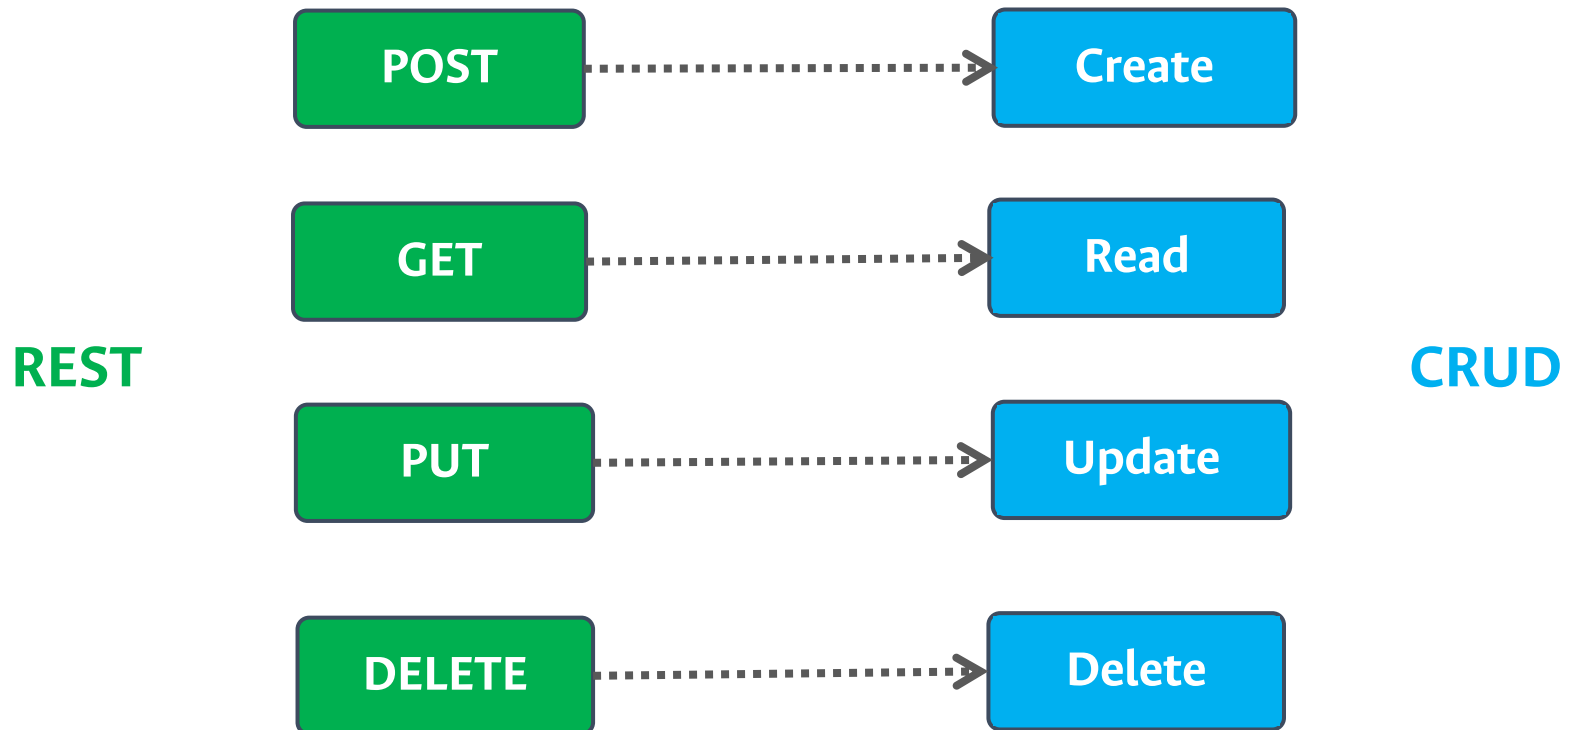 POST
Create
GET
Read
REST
CRUD
PUT
Update
DELETE
Delete